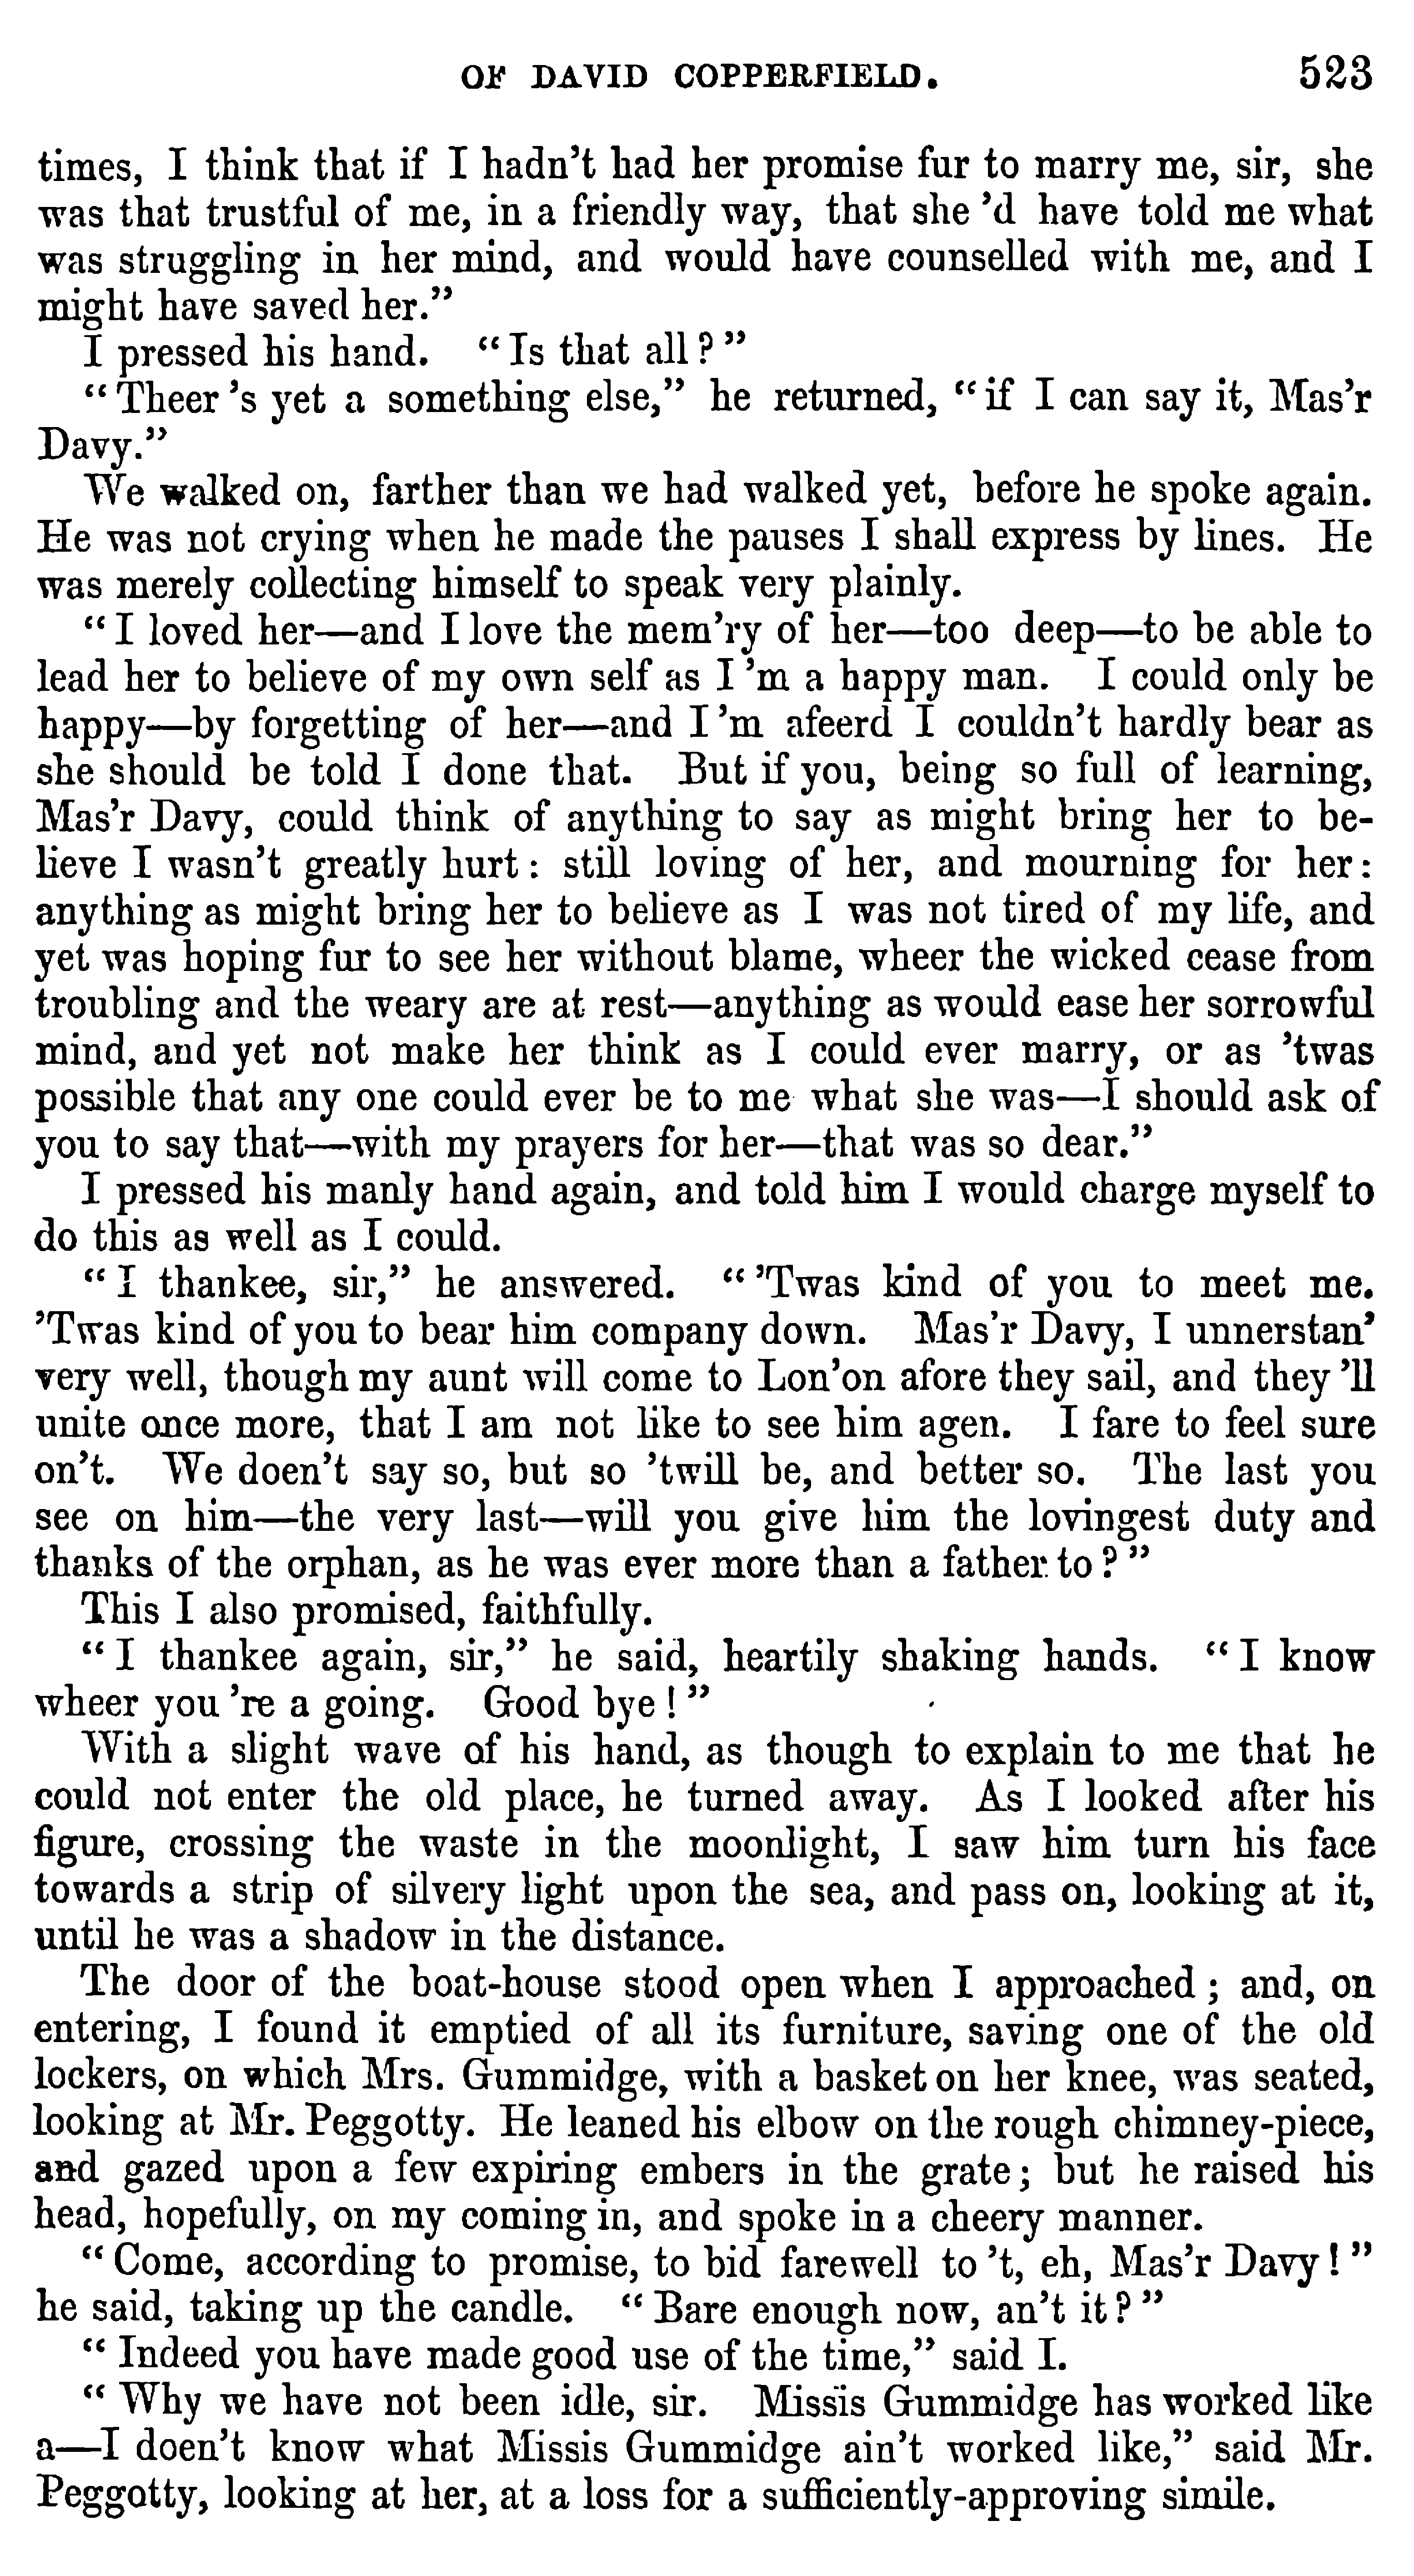 OF DAVID COPPERFIELD. 523
times, I think that if I hadn't had her promise fur to marry me, sir, she
was that trustful of me, in a friendly way, that she 'd have told me what
was struggling in her mind, and would have counselled with me, and I
might have saved her."
I pressed his hand. "Is that all?"
"Theer 's yet a something else," he returned, "if I can say it, Mas'r
Davy."
We walked on, farther than we had walked yet, before he spoke again.
He was not crying when he made the pauses I shall express by lines. He
was merely collecting himself to speak very plainly.
"I loved her—and I love the mem'ry of her—too deep—to be able to
lead her to believe of my own self as I 'm a happy man. I could only be
happy—by forgetting of her—and I 'm afeerd I couldn't hardly bear as
she should be told I done that. But if you, being so full of learning,
Mas'r Davy, could think of anything to say as might bring her to be-
lieve I wasn't greatly hurt: still loving of her, and mourning for her:
anything as might bring her to believe as I was not tired of my life, and
yet was hoping fur to see her without blame, wheer the wicked cease from
troubling and the weary are at rest—anything as would ease her sorrowful
mind, and yet not make her think as I could ever marry, or as 'twas
possible that any one could ever be to me what she was—I should ask of
you to say that—with my prayers for her—that was so dear."
I pressed his manly hand again, and told him I would charge myself to
do this as well as I could.
"I thankee, sir," he answered. "'Twas kind of you to meet me.
'Twas kind of you to bear him company down. Mas'r Davy, I unnerstan'
very well, though my aunt will come to Lon'on afore they sail, and they 'll
unite once more, that I am not like to see him agen. I fare to feel sure
on't. We doen't say so, but so 'twill be, and better so. The last you
see on him—the very last—will you give him the lovingest duty and
thanks of the orphan, as he was ever more than a father to?"
This I also promised, faithfully.
"I thankee again, sir," he said, heartily shaking hands. "I know
wheer you 're a going. Good bye!"
With a slight wave of his hand, as though to explain to me that he
could not enter the old place, he turned away. As I looked after his
figure, crossing the waste in the moonlight, I saw him turn his face
towards a strip of silvery light upon the sea, and pass on, looking at it,
until he was a shadow in the distance.
The door of the boat-house stood open when I approached; and, on
entering, I found it emptied of all its furniture, saving one of the old
lockers, on which Mrs. Gummidge, with a basket on her knee, was seated,
looking at Mr. Peggotty. He leaned his elbow on the rough chimney-piece,
and gazed upon a few expiring embers in the grate; but he raised his
head, hopefully, on my coming in, and spoke in a cheery manner.
"Come, according to promise, to bid farewell to 't, eh, Mas'r Davy!"
he said, taking up the candle. "Bare enough now, an't it?"
"Indeed you have made good use of the time," said I.
"Why we have not been idle, sir. Missis Gummidge has worked like
a—I doen't know what Missis Gummidge ain't worked like," said Mr.
Peggotty, looking at her, at a loss for a sufficiently-approving simile.